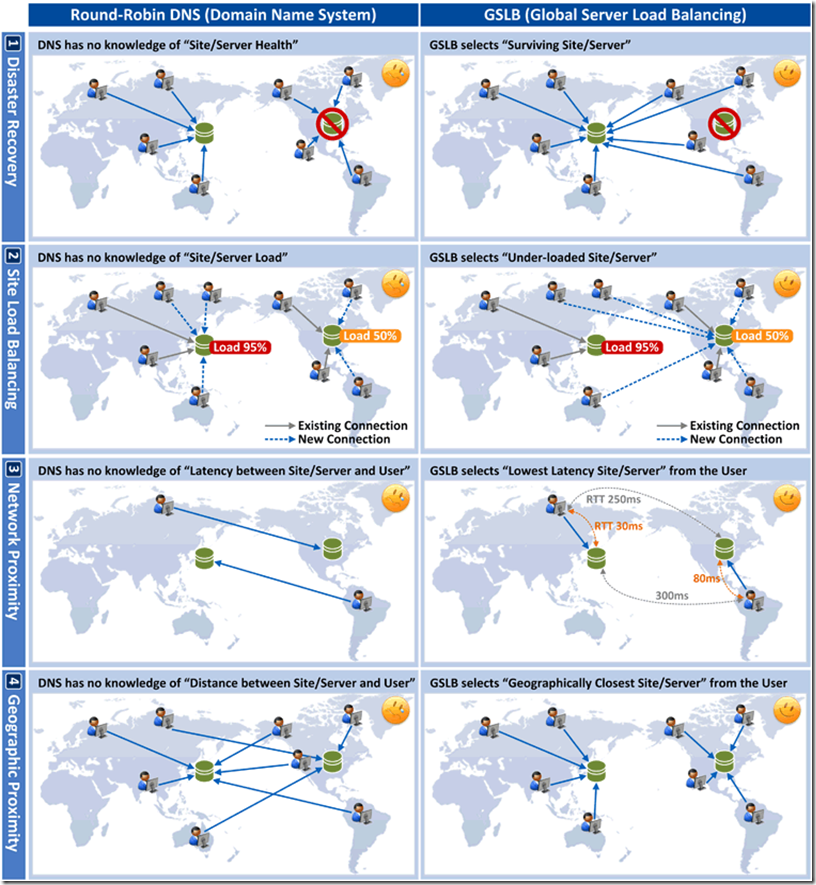 Round-Robin DNS (Domain Name System)
GSLB (Global Server Load Balancing)
1 Disaster Recovery
DNS has no knowledge of “Site/Server Health”
GSLB selects “Surviving Site/Server”
2 Site Load Balancing
DNS has no knowledge of “Site/Server Load”
Load 95%
Load 50%
Existing Connection
New Connection
GSLB selects “Under-loaded Site/Server”
Load 95%
Load 50%
Existing Connection
New Connection
3 Network Proximity
DNS has no knowledge of “Latency between Site/Server and User”
GSLB selects “Lowest Latency Site/Server” from the User
RTT 250ms
RTT 30ms
80ms
300ms
4 Geographic Proximity
DNS has no knowledge of “Distance between Site/Server and User”
GSLB selects “Geographically Closest Site/Server” from the User